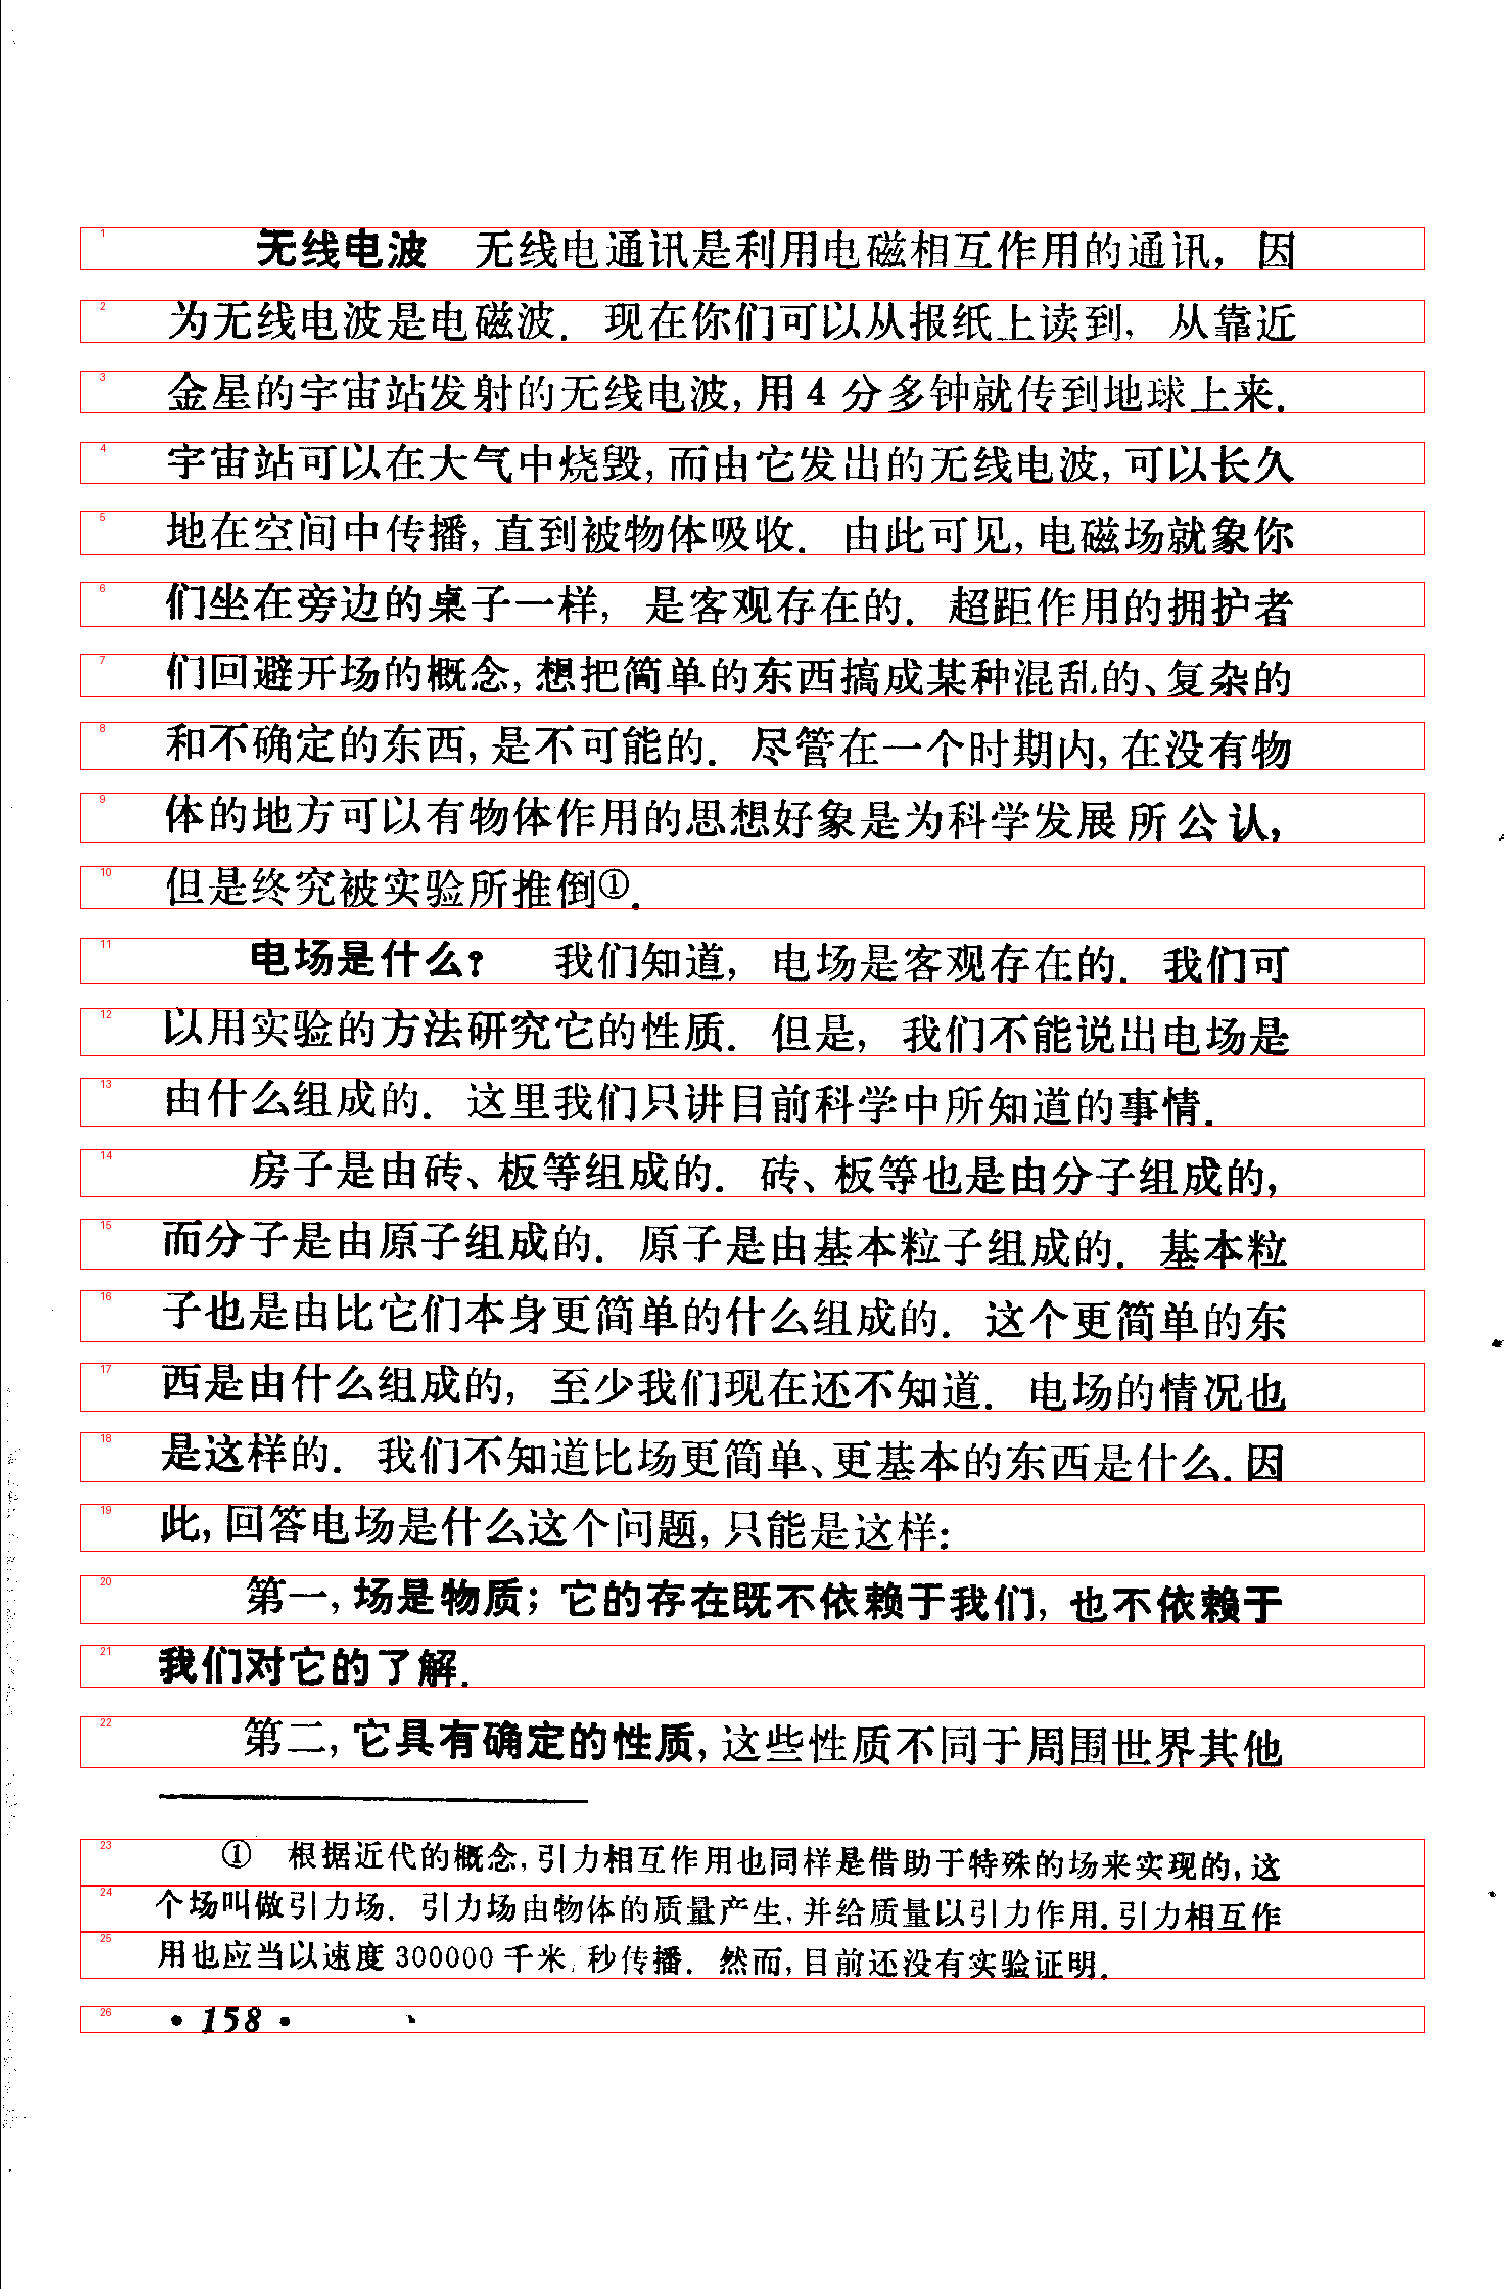 无线电波　无线电通讯是利用电磁相互作用的通讯，因
为无线电波是电磁波．现在你们可以从报纸上读到，从靠近
金星的宇宙站发射的无线电波，用4分多钟就传到地球上来．
宇宙站可以在大气中烧毁，而由它发出的无线电波，可以长久
地在空间中传播，直到被物体吸收．由此可见，电磁场就象你
们坐在旁边的桌子一样，是客观存在的．超距作用的拥护者
们回避开场的概念，想把简单的东西搞成某种混乱的、复杂的
和不确定的东西，是不可能的．尽管在一个时期内，在没有物
体的地方可以有物体作用的思想好象是为科学发展所公认，
但是终究被实验所推倒①．
电场是什么？　我们知道，电场是客观存在的．我们可
以用实验的方法研究它的性质．但是，我们不能说出电场是
由什么组成的．这里我们只讲目前科学中所知道的事情．
房子是由砖、板等组成的．砖、板等也是由分子组成的，
而分子是由原子组成的．原子是由基本粒子组成的．基本粒
子也是由比它们本身更简单的什么组成的．这个更简单的东
西是由什么组成的，至少我们现在还不知道．电场的情况也
是这样的．我们不知道比场更简单、更基本的东西是什么．因
此，回答电场是什么这个问题，只能是这样：
第一，场是物质；它的存在既不依赖于我们，也不依赖于
我们对它的了解．
第二，它具有确定的性质，这些性质不同于周围世界其他
①　根据近代的概念，引力相互作用也同样是借助于特殊的场来实现的，这
个场叫做引力场．引力场由物体的质量产生，并给质量以引力作用．引力相互作
用也应当以速度300000千米/秒传播．然而，目前还没有实验证明．
• 158 •